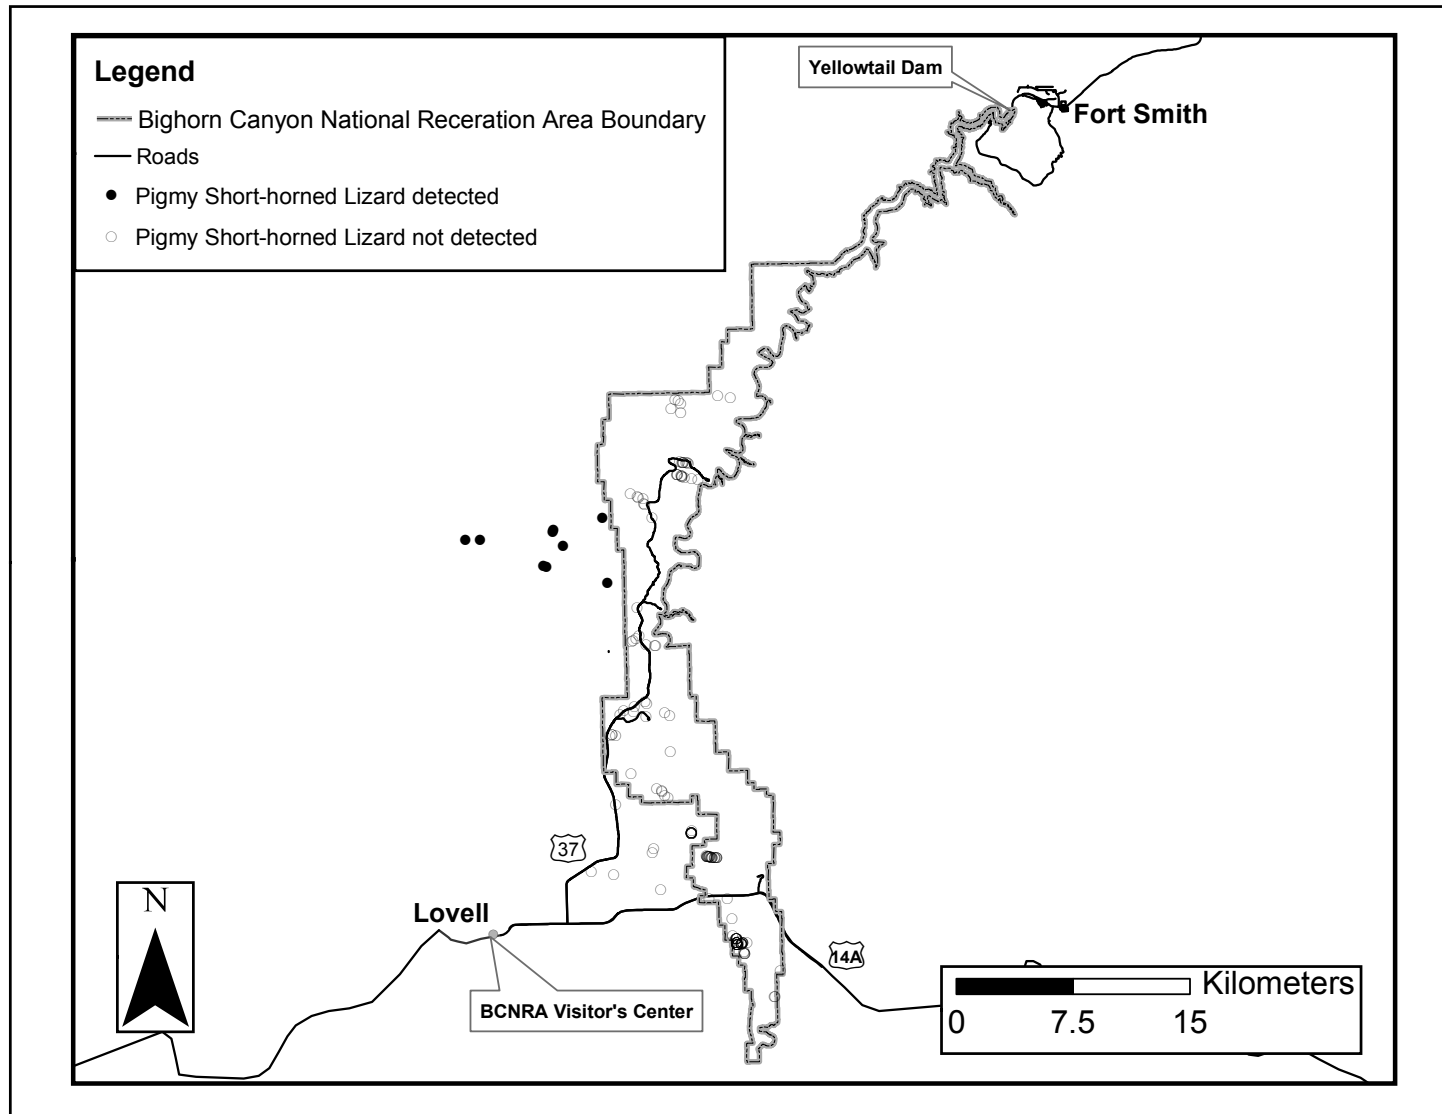 Legend
Bighorn Canyon National Receration Area Boundary
Roads
Pigmy Short-horned Lizard detected
Pigmy Short-horned Lizard not detected
Yellowtail Dam
Fort Smith
37
Lovell
14A
BCNRA Visitor's Center
N
Kilometers
0 7.5 15